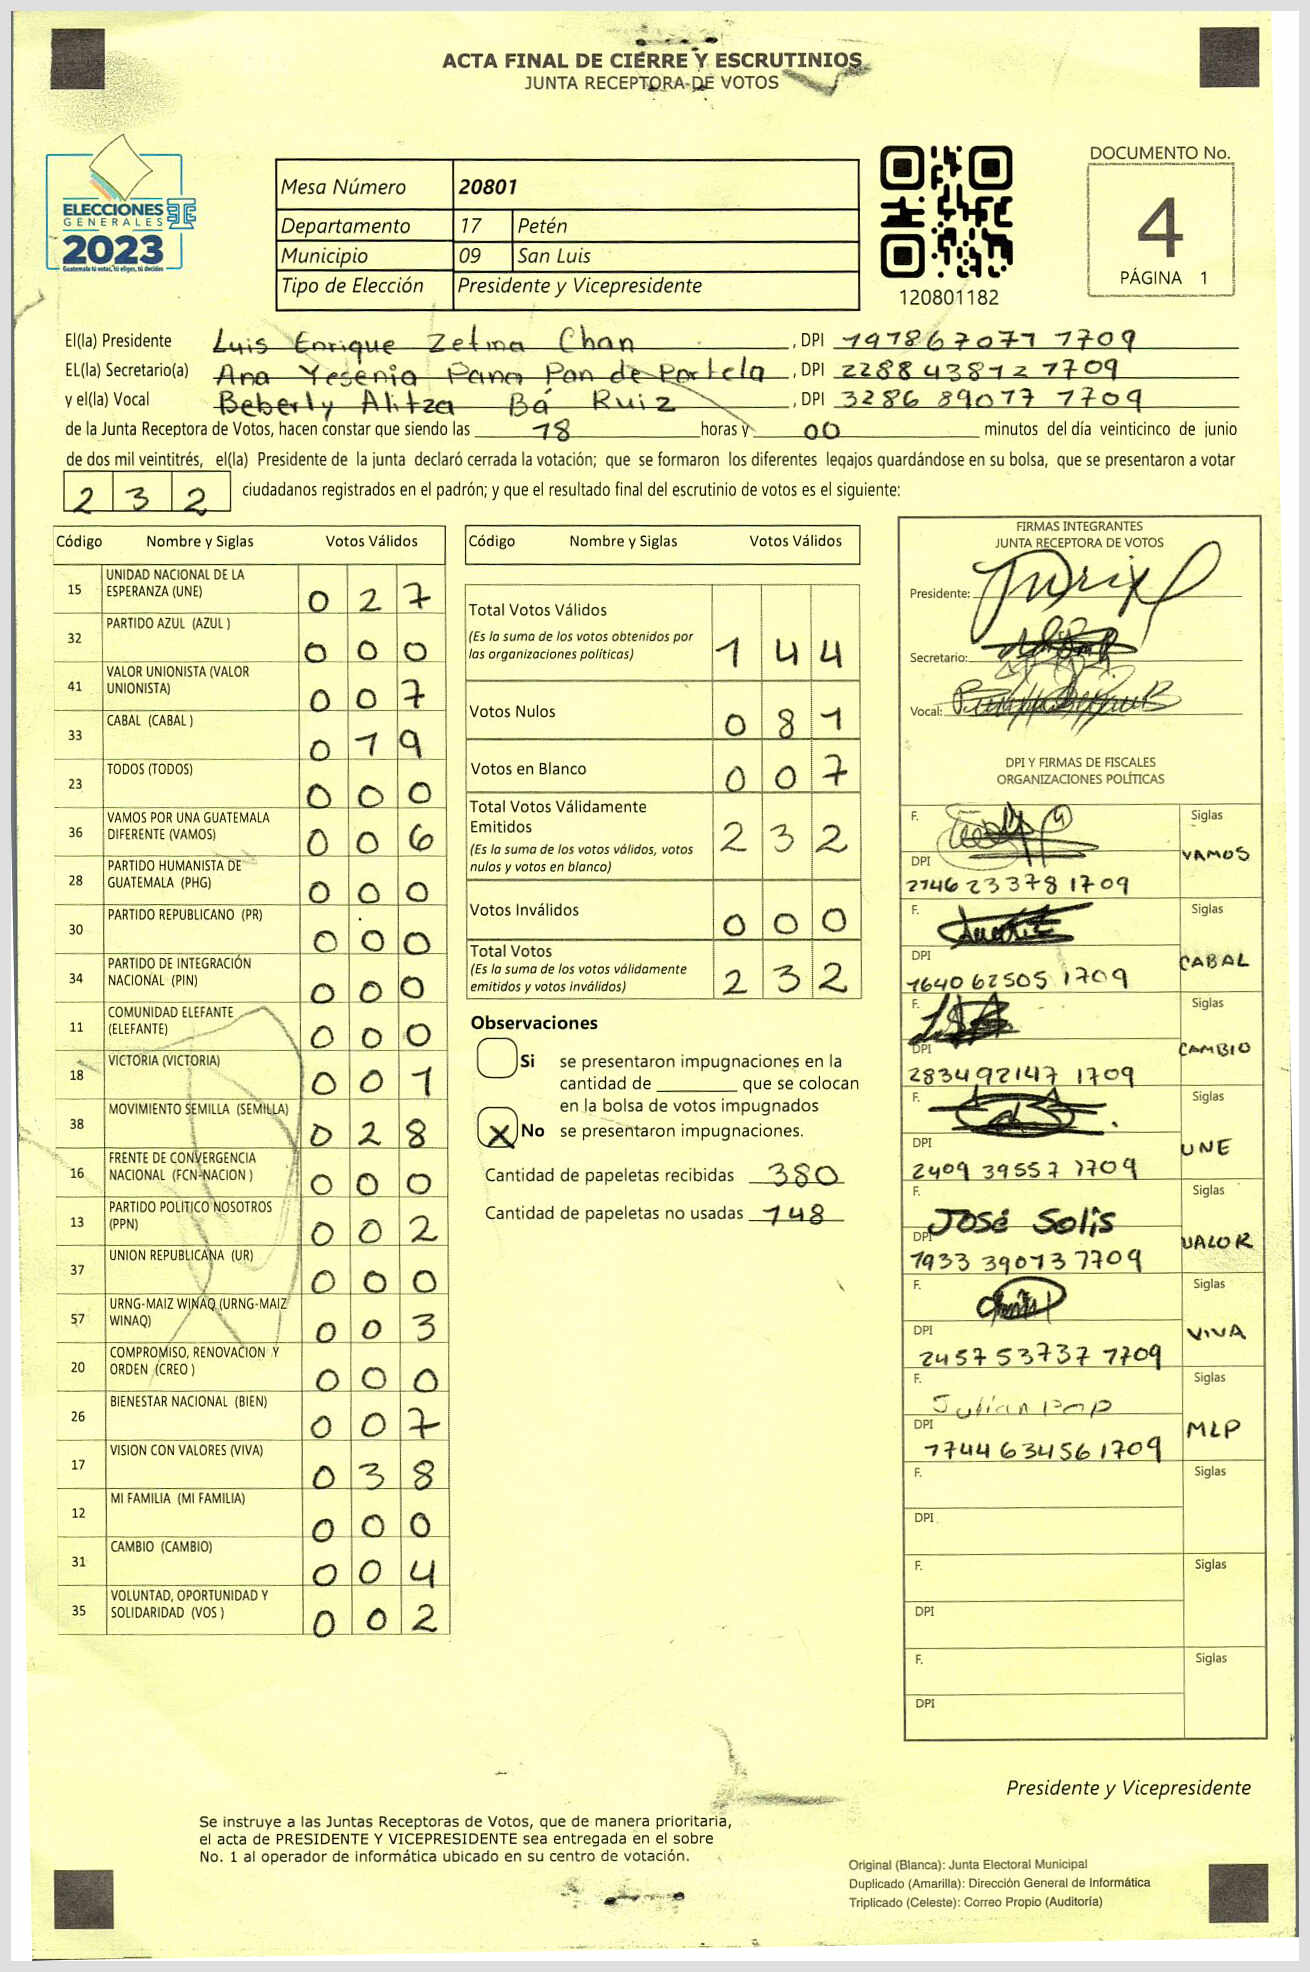 ACTA FINAL DE CIERRE Y ESCRUTINIOS
JUNTA RECEPTORA DE VOTOS
ELECCIONES
GENERALES
2023
Guatemala tú votas, tú eliges, tú decides
Mesa Número 20801
Departamento 17 Petén
Municipio 09 San Luis
Tipo de Elección Presidente y Vicepresidente
120801182
DOCUMENTO No.
4
PÁGINA 1
El(la) Presidente Luis Enrique Zetina Chan, DPI 197867071 1709
EL(la) Secretario(a) Ana Yesenia Pana Pan de Portela, DPI 228843812 1709
y el(la) Vocal Beberly Alitza Bá Ruiz, DPI 3286 89077 1709
de la Junta Receptora de Votos, hacen constar que siendo las 18 horas y 00 minutos del día veinticinco de junio
de dos mil veintitrés, el(la) Presidente de la junta declaró cerrada la votación; que se formaron los diferentes legajos guardándose en su bolsa, que se presentaron a votar
2 3 2 ciudadanos registrados en el padrón; y que el resultado final del escrutinio de votos es el siguiente:
Código Nombre y Siglas Votos Válidos
15 UNIDAD NACIONAL DE LA ESPERANZA (UNE) 0 2 7
32 PARTIDO AZUL (AZUL ) 0 0 0
41 VALOR UNIONISTA (VALOR UNIONISTA) 0 0 7
33 CABAL (CABAL ) 0 1 9
23 TODOS (TODOS) 0 0 0
36 VAMOS POR UNA GUATEMALA DIFERENTE (VAMOS) 0 0 6
28 PARTIDO HUMANISTA DE GUATEMALA (PHG) 0 0 0
30 PARTIDO REPUBLICANO (PR) 0 0 0
34 PARTIDO DE INTEGRACIÓN NACIONAL (PIN) 0 0 0
11 COMUNIDAD ELEFANTE (ELEFANTE) 0 0 0
18 VICTORIA (VICTORIA) 0 0 1
38 MOVIMIENTO SEMILLA (SEMILLA) 0 2 8
16 FRENTE DE CONVERGENCIA NACIONAL (FCN-NACION ) 0 0 0
13 PARTIDO POLITICO NOSOTROS (PPN) 0 0 2
37 UNION REPUBLICANA (UR) 0 0 0
57 URNG-MAIZ WINAQ (URNG-MAIZ WINAQ) 0 0 3
20 COMPROMISO, RENOVACION Y ORDEN (CREO ) 0 0 0
26 BIENESTAR NACIONAL (BIEN) 0 0 7
17 VISION CON VALORES (VIVA) 0 3 8
12 MI FAMILIA (MI FAMILIA) 0 0 0
31 CAMBIO (CAMBIO) 0 0 4
35 VOLUNTAD, OPORTUNIDAD Y SOLIDARIDAD (VOS ) 0 0 2
Código Nombre y Siglas Votos Válidos
Total Votos Válidos
(Es la suma de los votos obtenidos por
las organizaciones políticas) 1 4 4
Votos Nulos 0 8 1
Votos en Blanco 0 0 7
Total Votos Válidamente
Emitidos
(Es la suma de los votos válidos, votos
nulos y votos en blanco) 2 3 2
Votos Inválidos 0 0 0
Total Votos
(Es la suma de los votos válidamente
emitidos y votos inválidos) 2 3 2
Observaciones
Si se presentaron impugnaciones en la
cantidad de ________ que se colocan
en la bolsa de votos impugnados
X No se presentaron impugnaciones.
Cantidad de papeletas recibidas 380
Cantidad de papeletas no usadas 148
FIRMAS INTEGRANTES
JUNTA RECEPTORA DE VOTOS
Presidente:
Secretario:
Vocal:
DPI Y FIRMAS DE FISCALES
ORGANIZACIONES POLÍTICAS
F. Siglas
DPI VAMOS
2746 23378 1709
F. Siglas
DPI CABAL
1640 62505 1709
F. Siglas
DPI CAMBIO
2834 92147 1709
F. Siglas
DPI UNE
2409 39557 1709
F. Siglas
José Solis
DPI VALOR
1933 39013 1709
F. Siglas
DPI VIVA
2457 53737 1709
F. Siglas
Julian Pop
DPI MLP
1744 63456 1709
F. Siglas
DPI
F. Siglas
DPI
F. Siglas
DPI
Presidente y Vicepresidente
Se instruye a las Juntas Receptoras de Votos, que de manera prioritaria,
el acta de PRESIDENTE Y VICEPRESIDENTE sea entregada en el sobre
No. 1 al operador de informática ubicado en su centro de votación.
Original (Blanca): Junta Electoral Municipal
Duplicado (Amarilla): Dirección General de Informática
Triplicado (Celeste): Correo Propio (Auditoría)